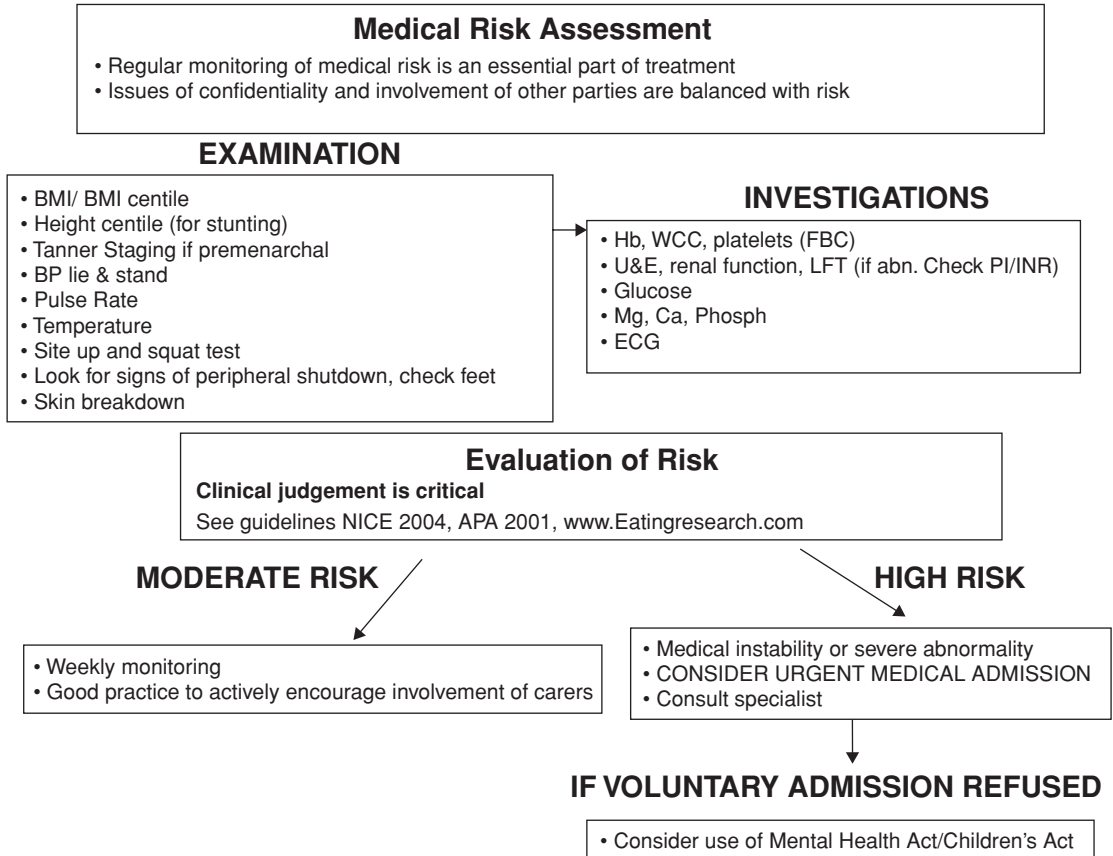 Medical Risk Assessment
• Regular monitoring of medical risk is an essential part of treatment
• Issues of confidentiality and involvement of other parties are balanced with risk
EXAMINATION
• BMI/ BMI centile
• Height centile (for stunting)
• Tanner Staging if premenarchal
• BP lie & stand
• Pulse Rate
• Temperature
• Site up and squat test
• Look for signs of peripheral shutdown, check feet
• Skin breakdown
INVESTIGATIONS
• Hb, WCC, platelets (FBC)
• U&E, renal function, LFT (if abn. Check PI/INR)
• Glucose
• Mg, Ca, Phosph
• ECG
Evaluation of Risk
Clinical judgement is critical
See guidelines NICE 2004, APA 2001, www.Eatingresearch.com
MODERATE RISK
• Weekly monitoring
• Good practice to actively encourage involvement of carers
HIGH RISK
• Medical instability or severe abnormality
• CONSIDER URGENT MEDICAL ADMISSION
• Consult specialist
IF VOLUNTARY ADMISSION REFUSED
• Consider use of Mental Health Act/Children's Act